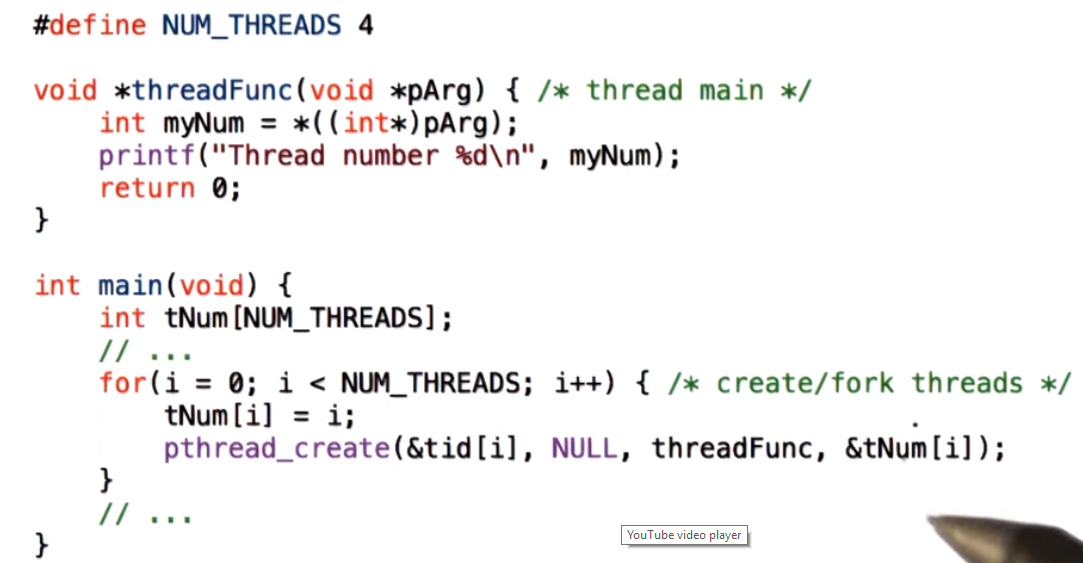 #define NUM_THREADS 4
void *threadFunc(void *pArg) { /* thread main */
int myNum = *((int*)pArg);
printf("Thread number %d\n", myNum);
return 0;
}
int main(void) {
int tNum[NUM_THREADS];
// ...
for(i = 0; i < NUM_THREADS; i++) { /* create/fork threads */
tNum[i] = i;
pthread_create(&tid[i], NULL, threadFunc, &tNum[i]);
}
// ...
YouTube video player
}